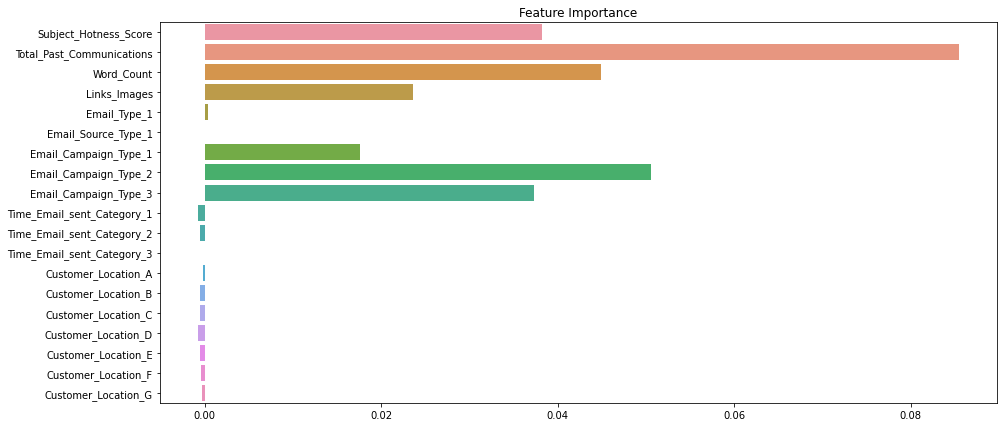 Feature Importance
Subject_Hotness_Score
Total_Past_Communications
Word_Count
Links_Images
Email_Type_1
Email_Source_Type_1
Email_Campaign_Type_1
Email_Campaign_Type_2
Email_Campaign_Type_3
Time_Email_sent_Category_1
Time_Email_sent_Category_2
Time_Email_sent_Category_3
Customer_Location_A
Customer_Location_B
Customer_Location_C
Customer_Location_D
Customer_Location_E
Customer_Location_F
Customer_Location_G
0.00 0.02 0.04 0.06 0.08